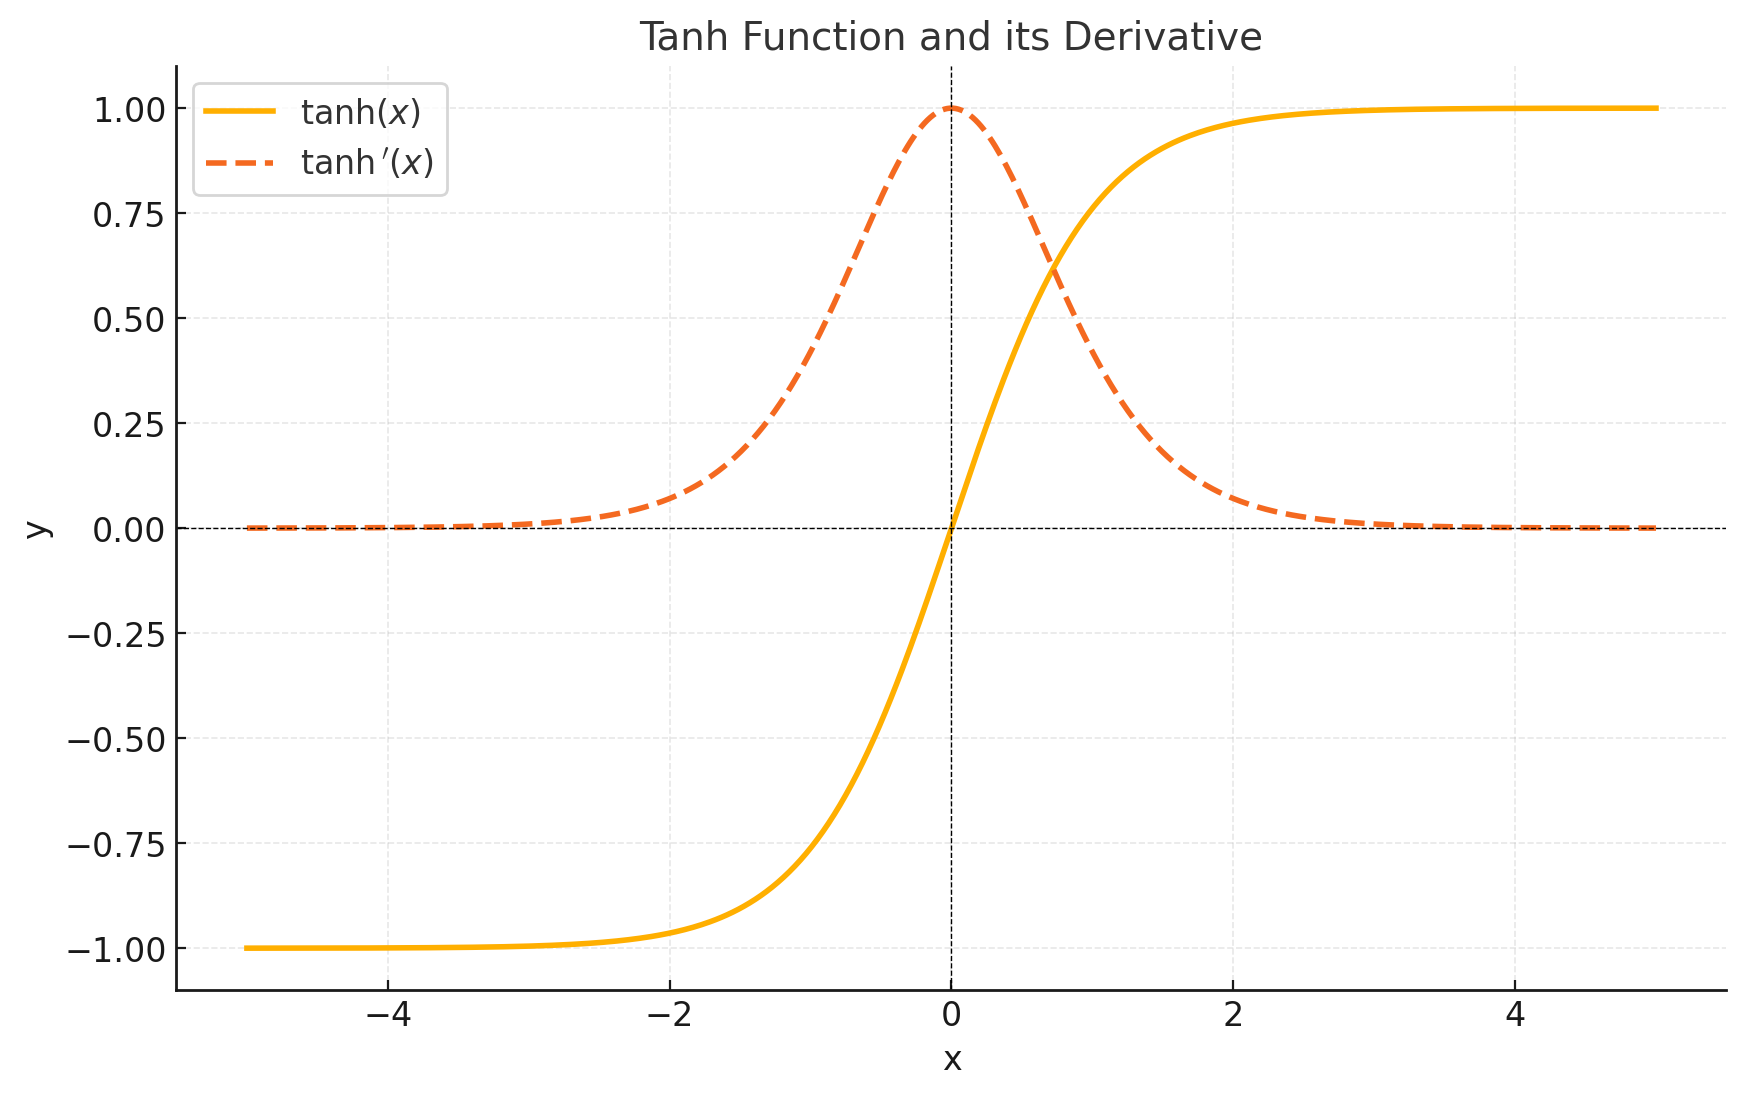 Tanh Function and its Derivative
tanh(x)
tanh ′(x)
1.00
0.75
0.50
0.25
0.00
−0.25
−0.50
−0.75
−1.00
y
−4 −2 0 2 4
x